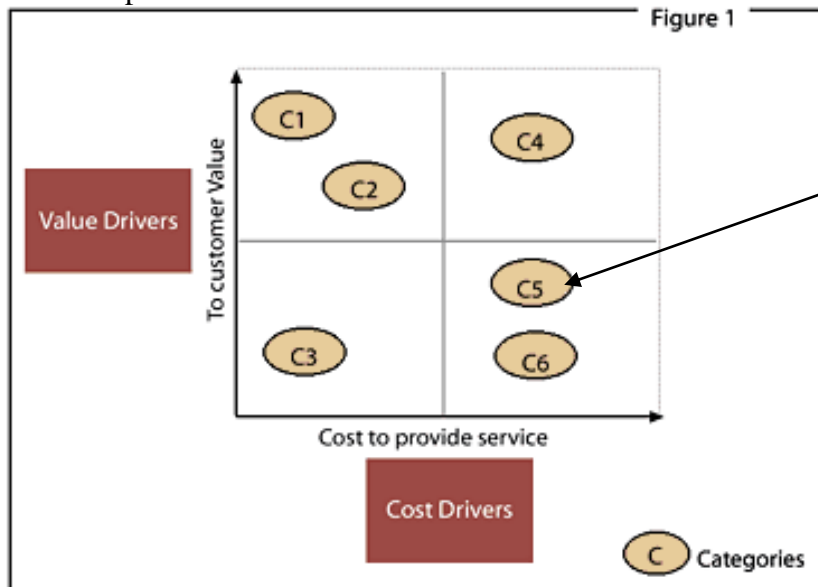 Figure 1
C1
C4
C2
Value Drivers
To customer Value
C5
C3
C6
Cost to provide service
Cost Drivers
C Categories